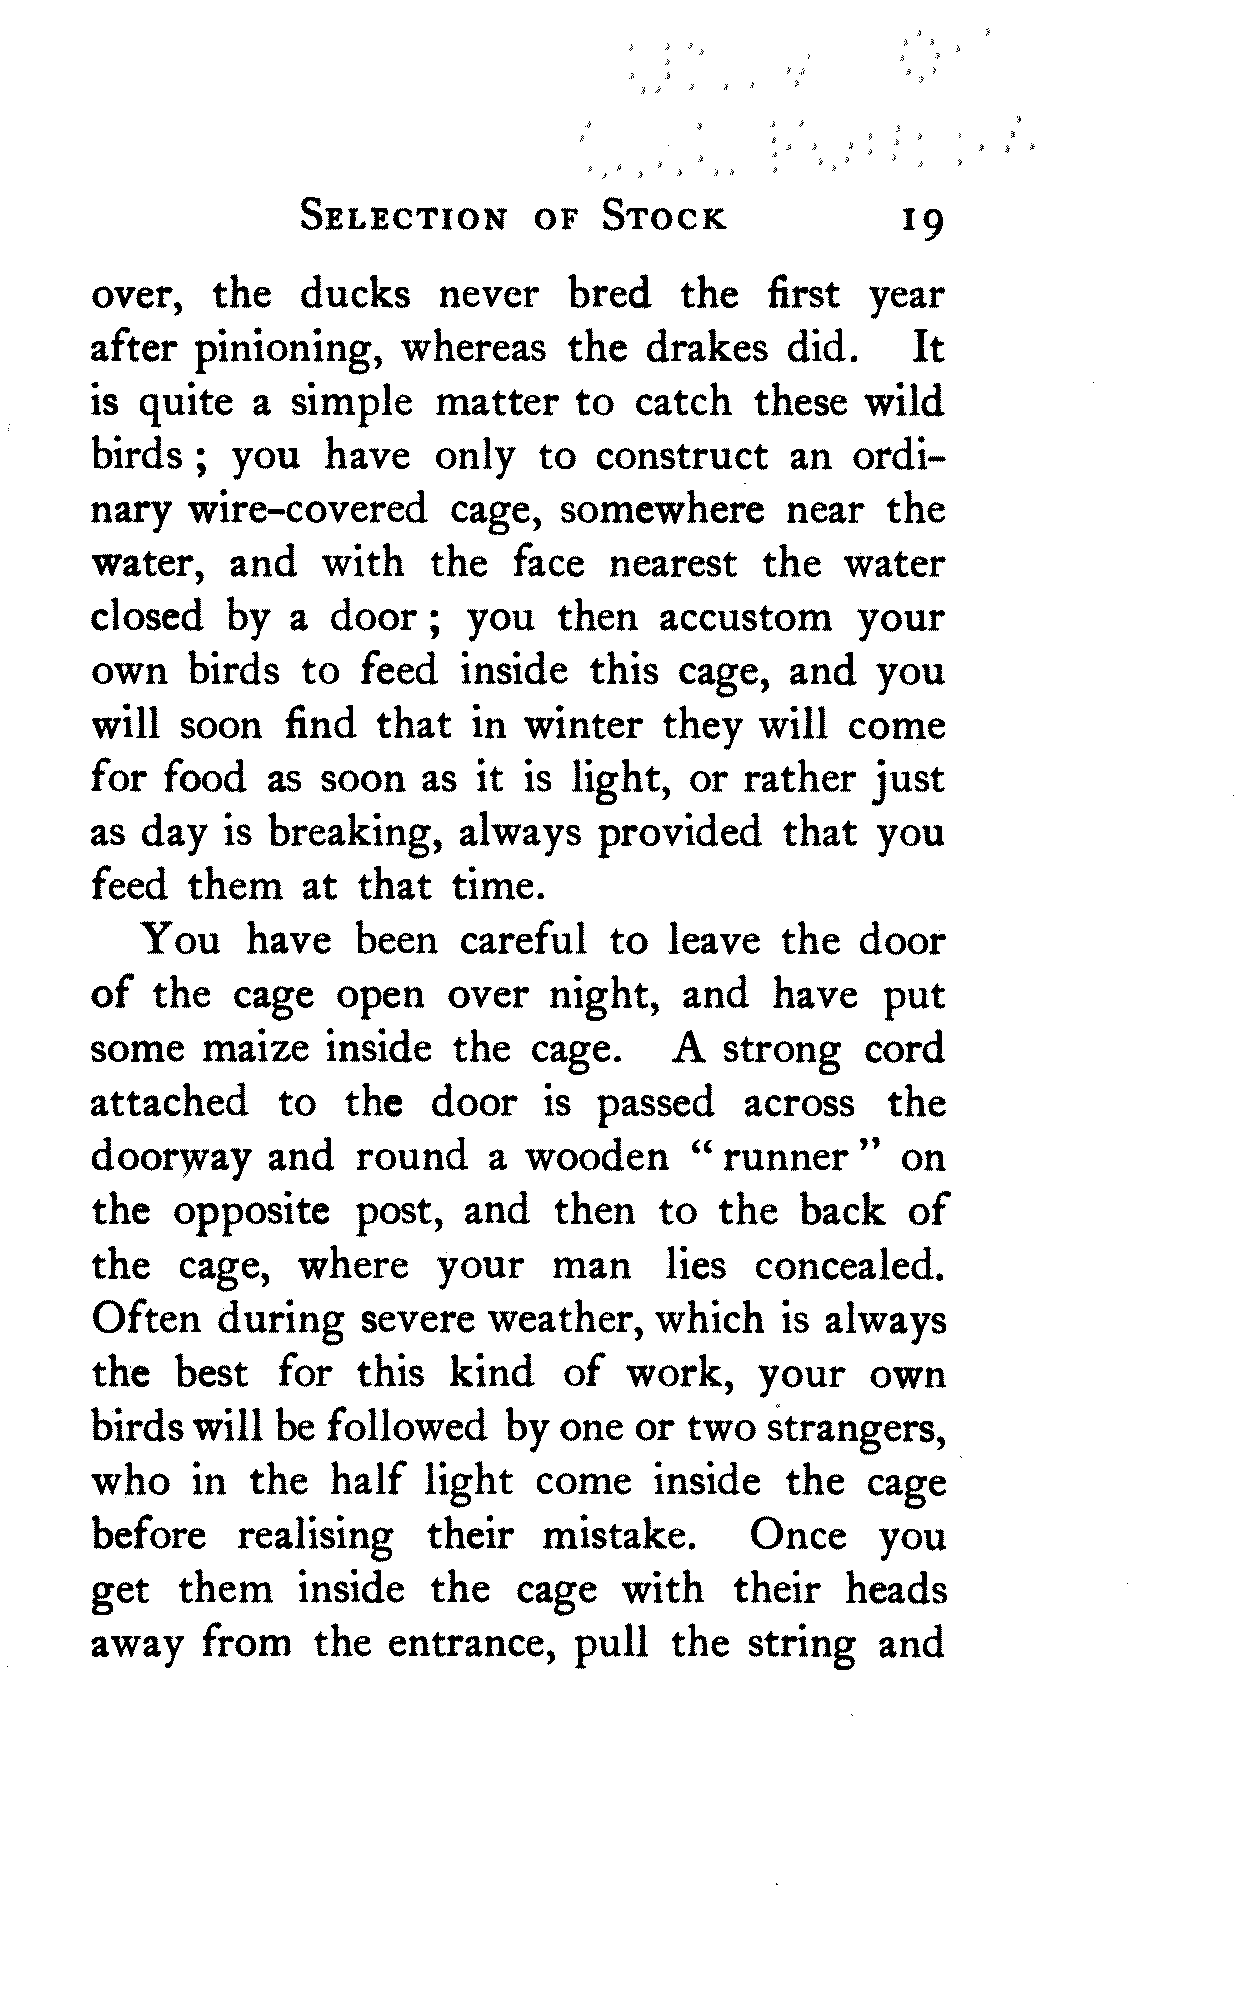 Selection of Stock 19
over, the ducks never bred the first year
after pinioning, whereas the drakes did. It
is quite a simple matter to catch these wild
birds ; you have only to construct an ordi-
nary wire-covered cage, somewhere near the
water, and with the face nearest the water
closed by a door ; you then accustom your
own birds to feed inside this cage, and you
will soon find that in winter they will come
for food as soon as it is light, or rather just
as day is breaking, always provided that you
feed them at that time.
You have been careful to leave the door
of the cage open over night, and have put
some maize inside the cage. A strong cord
attached to the door is passed across the
doorway and round a wooden “ runner ” on
the opposite post, and then to the back of
the cage, where your man lies concealed.
Often during severe weather, which is always
the best for this kind of work, your own
birds will be followed by one or two strangers,
who in the half light come inside the cage
before realising their mistake. Once you
get them inside the cage with their heads
away from the entrance, pull the string and